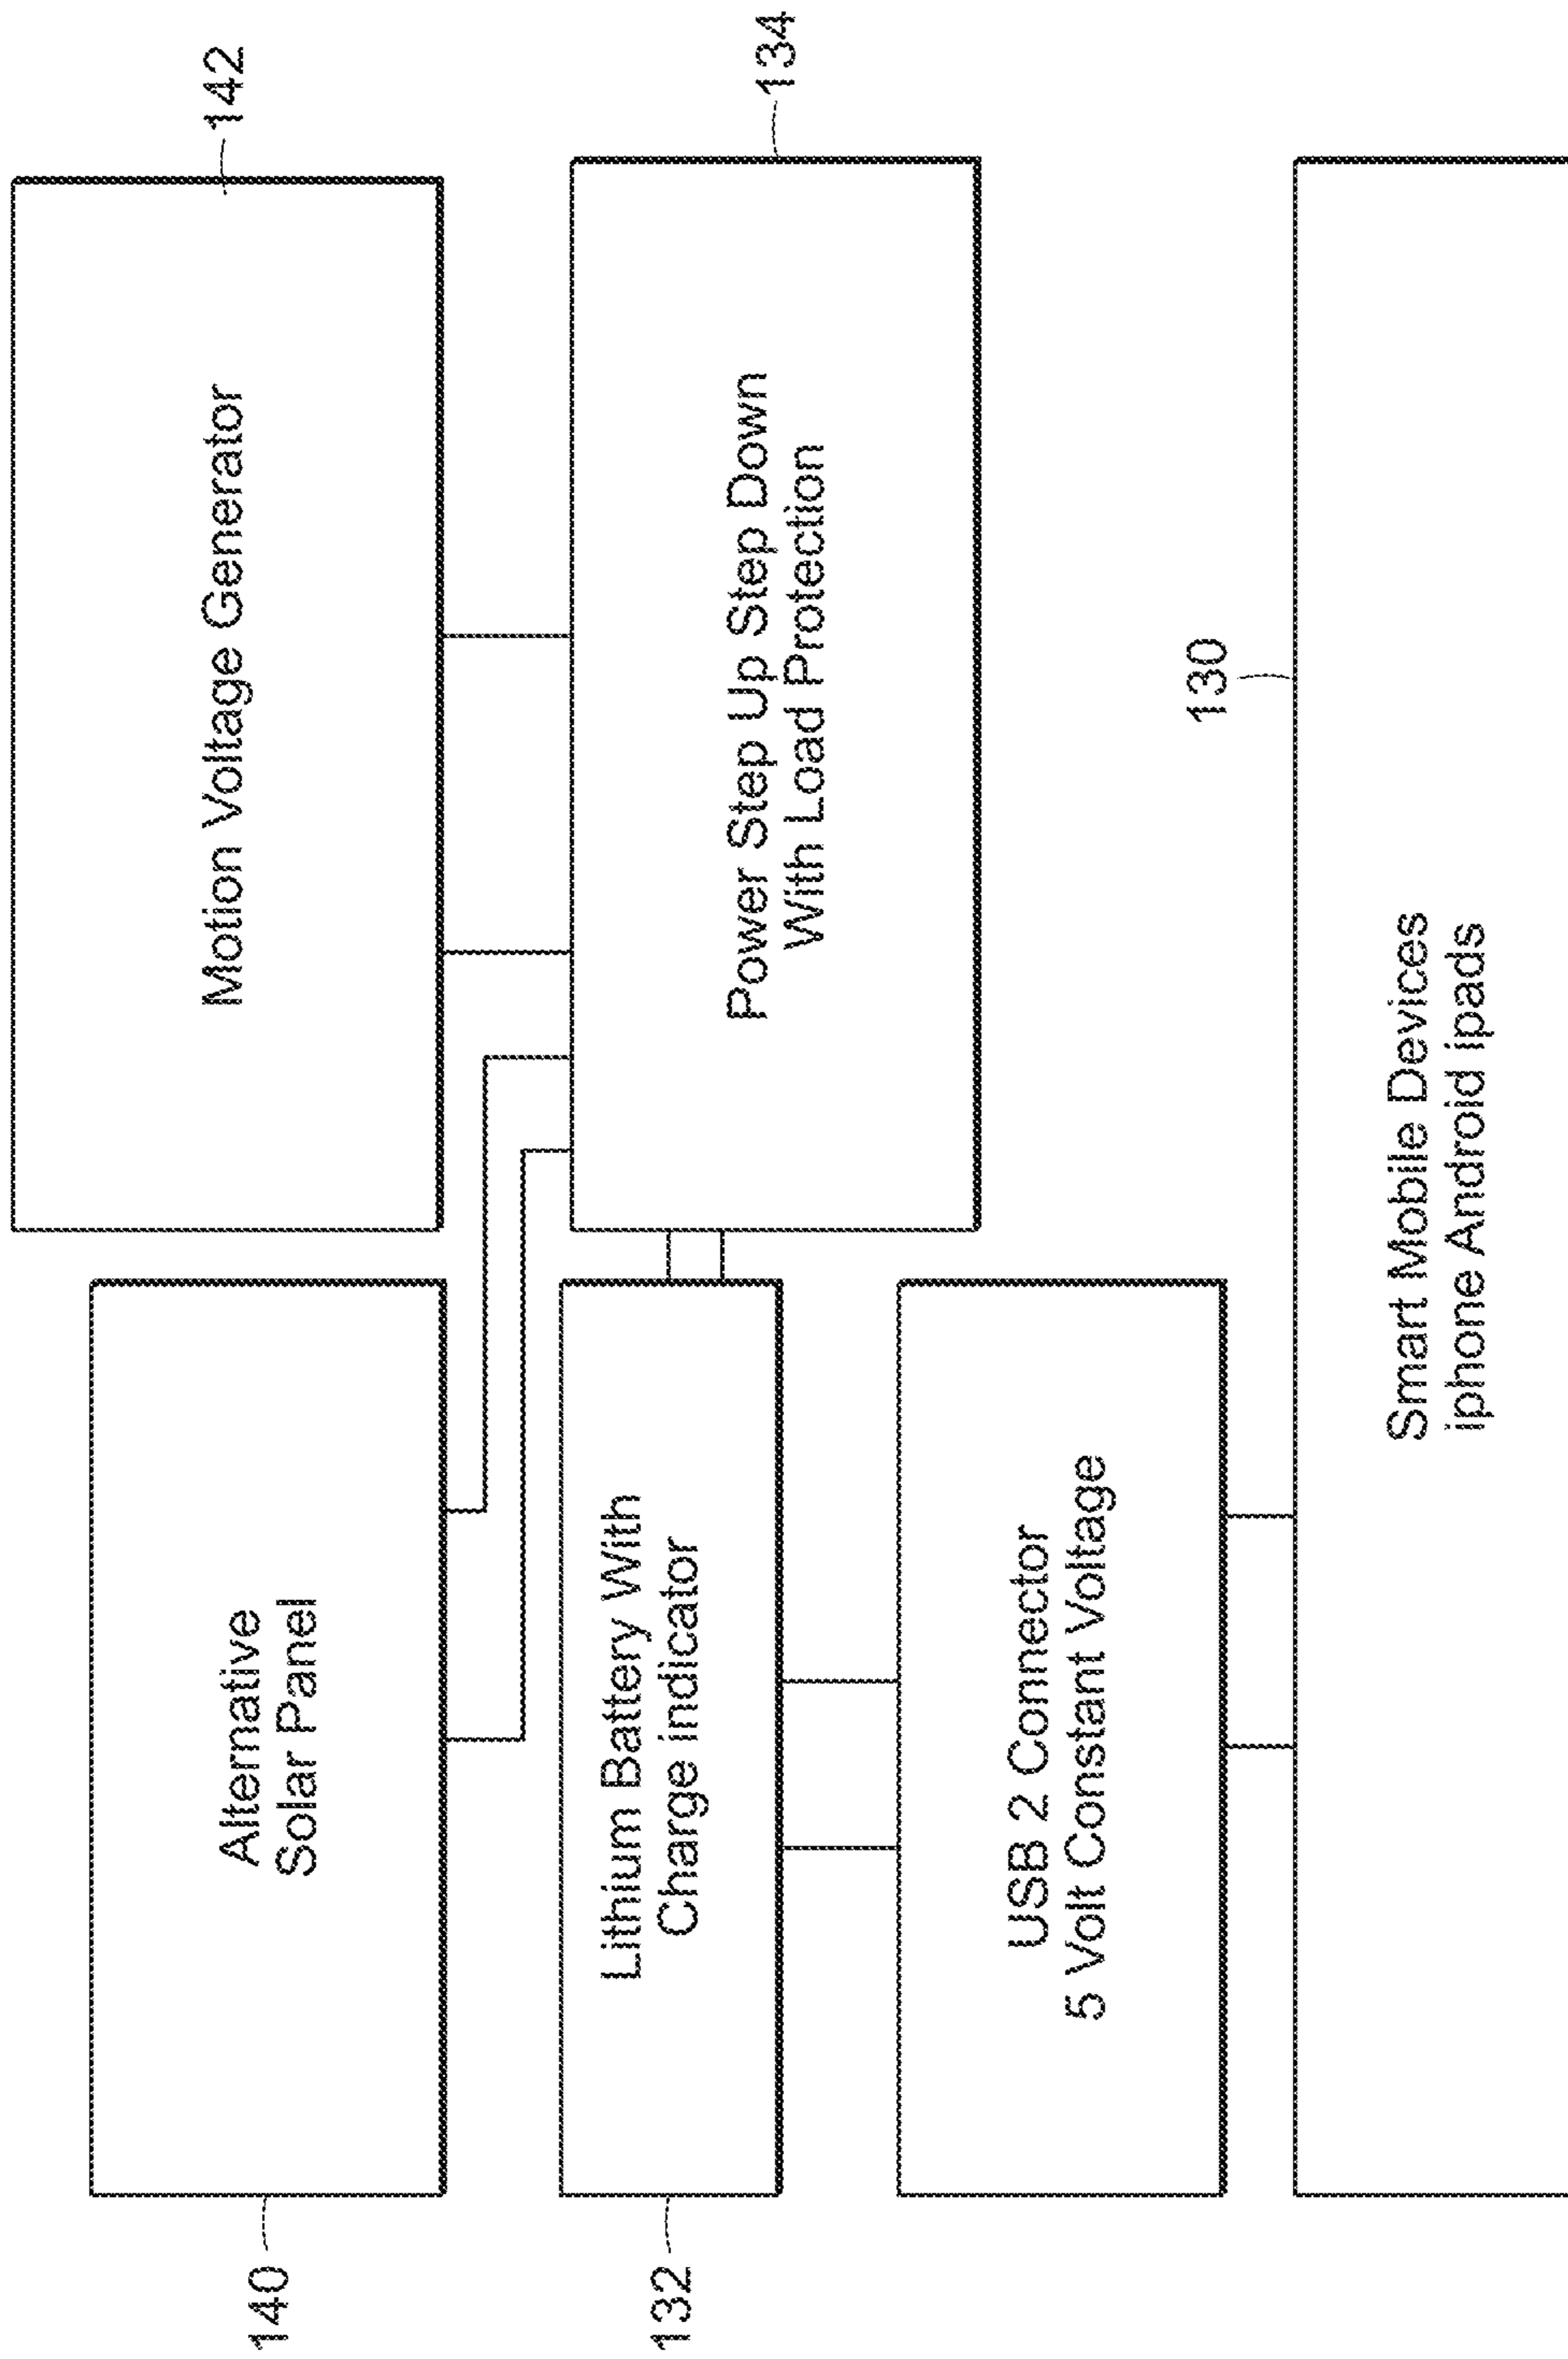 142
Motion Voltage Generator
140
Alternative
Solar Panel
134
Power Step Up Step Down
With Load Protection
132
Lithium Battery With
Charge indicator
USB 2 Connector
5 Volt Constant Voltage
130
Smart Mobile Devices
iphone Android ipads